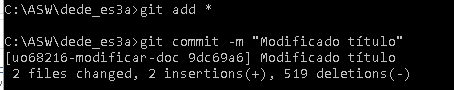 C:\ASW\dede_es3a>git add *
C:\ASW\dede_es3a>git commit -m "Modificado título"
[uo68216-modificar-doc 9dc69a6] Modificado título
2 files changed, 2 insertions(+), 519 deletions(-)